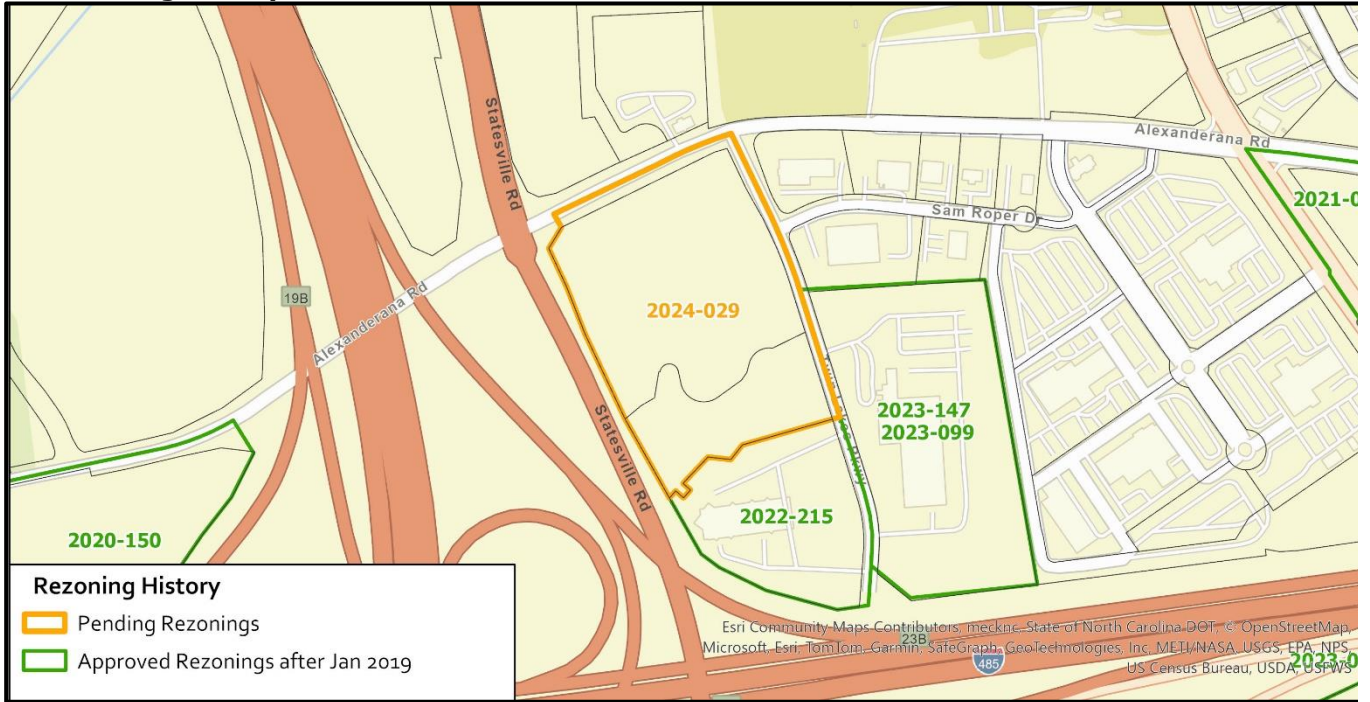 Statesville Rd
Alexanderana Rd
2021-0
Sam Roper Dr
19B
2024-029
Alexanderana Rd
2023-147
2023-099
Statesville Rd
Pkwy
2022-215
2020-150
Rezoning History
Pending Rezonings
Approved Rezonings after Jan 2019
Esri Community Maps Contributors, mecknc, State of North Carolina DOT, © OpenStreetMap,
23B
Microsoft, Esri, TomTom, Garmin, SafeGraph, GeoTechnologies, Inc, METI/NASA, USGS, EPA, NPS,
485
US Census Bureau, USDA, USFWS
2023-0